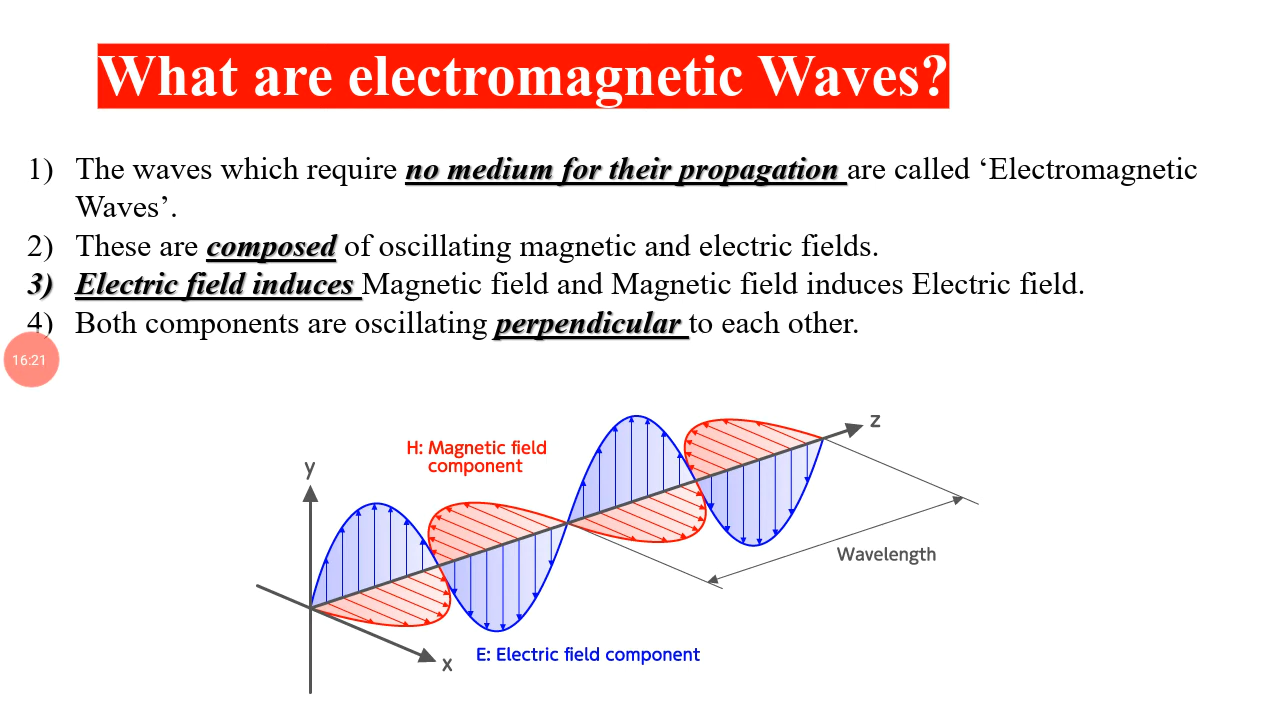 What are electromagnetic Waves?
1) The waves which require no medium for their propagation are called ‘Electromagnetic
Waves’.
2) These are composed of oscillating magnetic and electric fields.
3) Electric field induces Magnetic field and Magnetic field induces Electric field.
4) Both components are oscillating perpendicular to each other.
16:21
z
H: Magnetic field
component
y
Wavelength
x
E: Electric field component